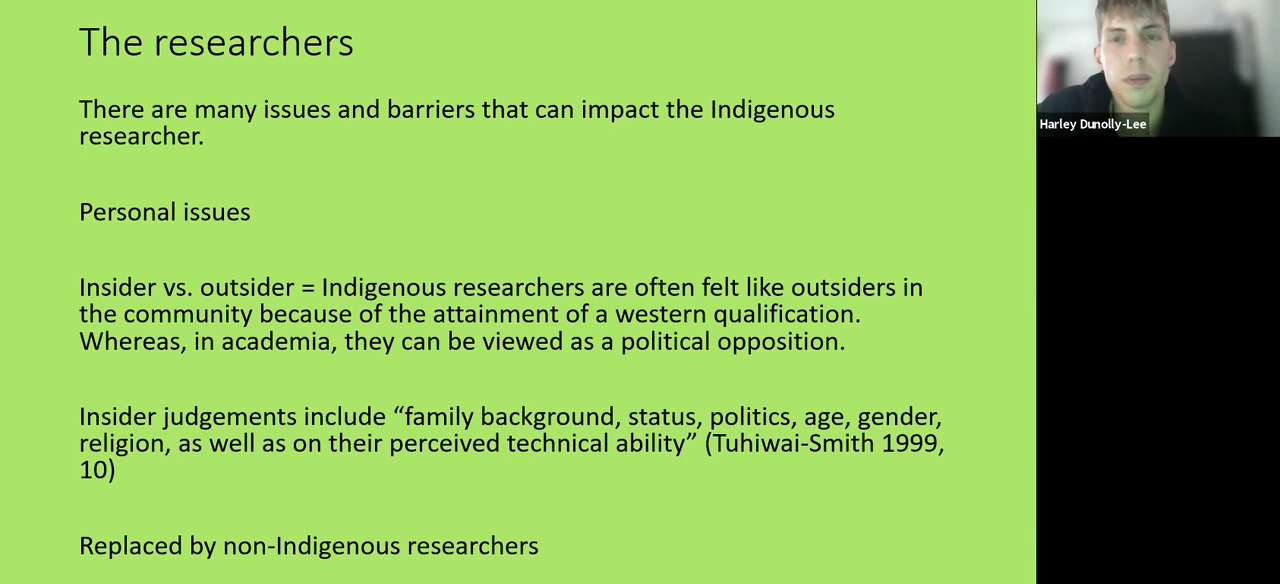 The researchers
There are many issues and barriers that can impact the Indigenous
researcher.
Personal issues
Insider vs. outsider = Indigenous researchers are often felt like outsiders in
the community because of the attainment of a western qualification.
Whereas, in academia, they can be viewed as a political opposition.
Insider judgements include “family background, status, politics, age, gender,
religion, as well as on their perceived technical ability” (Tuhiwai-Smith 1999,
10)
Replaced by non-Indigenous researchers
Harley Dunolly-Lee